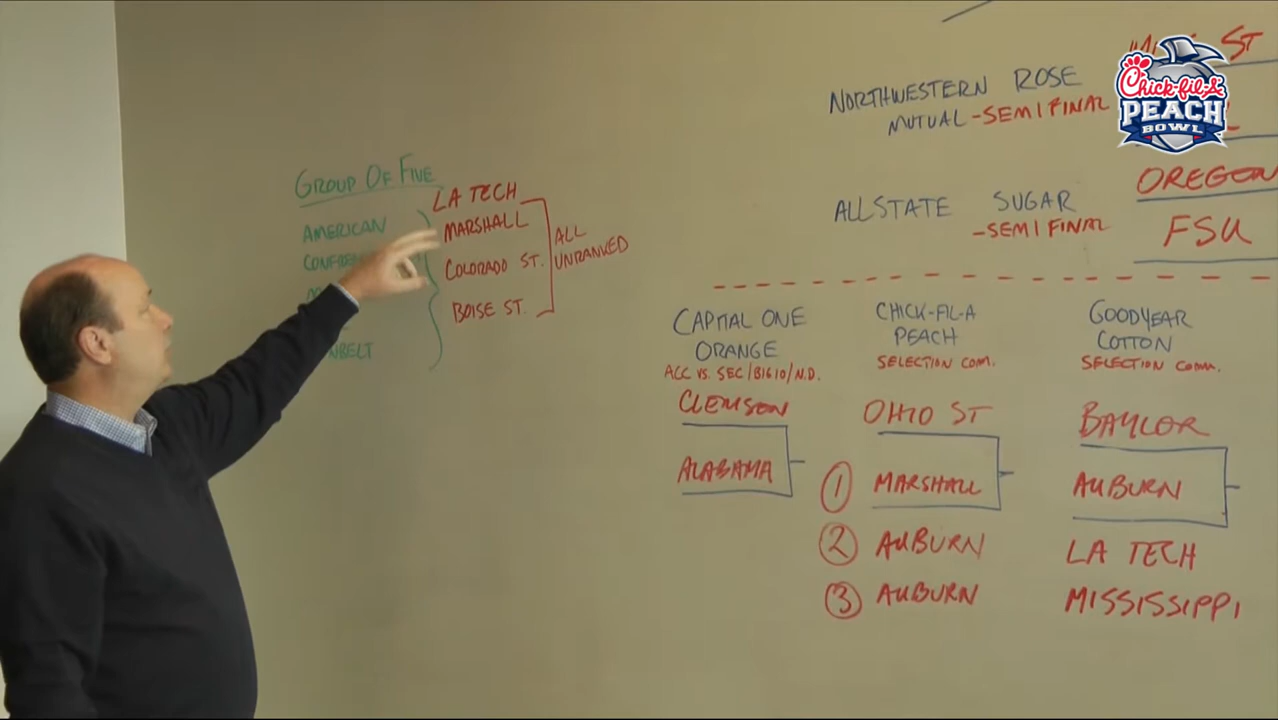 GROUP OF FIVE
AMERICAN
LA TECH
MARSHALL
COLORADO ST.
BOISE ST.
ALL
UNRANKED
NORTHWESTERN ROSE
MUTUAL -SEMIFINAL
ST
OREGON
ALLSTATE SUGAR
-SEMIFINAL
FSU
CAPITAL ONE
ORANGE
ACC VS. SEC/BIG10/N.D.
CLEMSON
ALABAMA
CHICK-FIL-A
PEACH
SELECTION COM.
OHIO ST
1 MARSHALL
2 AUBURN
3 AUBURN
GOODYEAR
COTTON
SELECTION COMM.
BAYLOR
AUBURN
LA TECH
MISSISSIPPI
Chick-fil-A
PEACH
BOWL